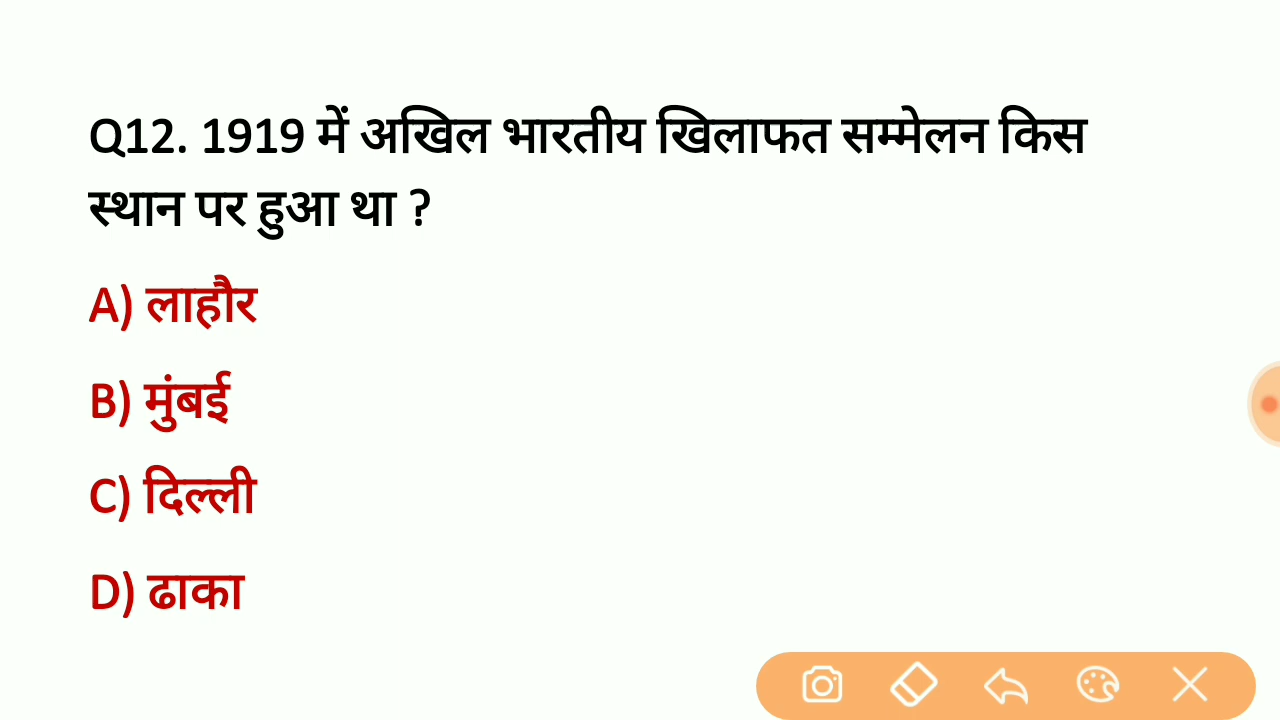 Q12. 1919 में अखिल भारतीय खिलाफत सम्मेलन किस
स्थान पर हुआ था ?
A) लाहौर
B) मुंबई
C) दिल्ली
D) ढाका